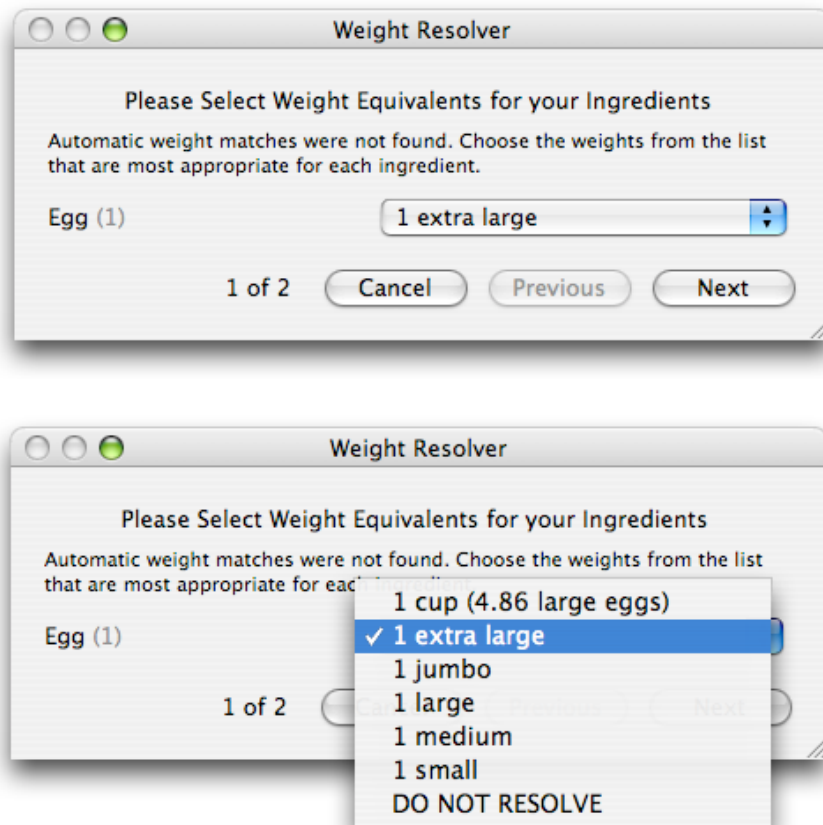 Weight Resolver
Please Select Weight Equivalents for your Ingredients
Automatic weight matches were not found. Choose the weights from the list
that are most appropriate for each ingredient.
Egg (1)
1 extra large
1 of 2
Cancel
Previous
Next
Weight Resolver
Please Select Weight Equivalents for your Ingredients
Automatic weight matches were not found. Choose the weights from the list
that are most appropriate for each ingredient
Egg (1)
1 cup (4.86 large eggs)
✓ 1 extra large
1 jumbo
1 large
1 medium
1 small
DO NOT RESOLVE
1 of 2
Cancel
Previous
Next